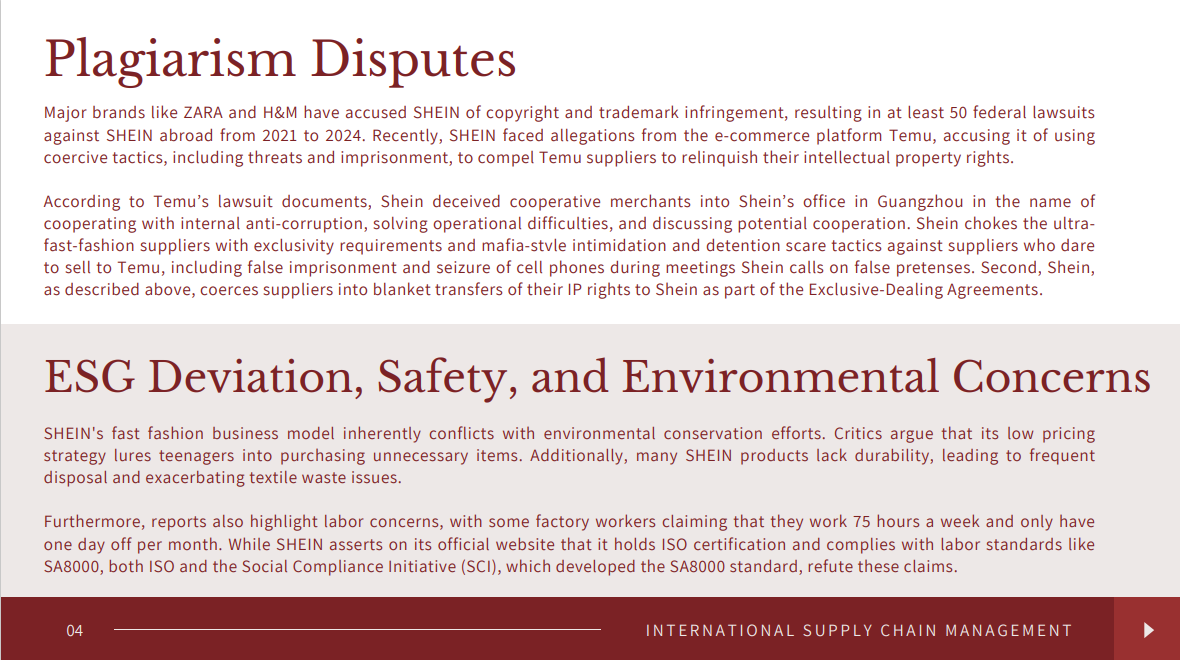 Plagiarism Disputes
Major brands like ZARA and H&M have accused SHEIN of copyright and trademark infringement, resulting in at least 50 federal lawsuits
against SHEIN abroad from 2021 to 2024. Recently, SHEIN faced allegations from the e-commerce platform Temu, accusing it of using
coercive tactics, including threats and imprisonment, to compel Temu suppliers to relinquish their intellectual property rights.
According to Temu’s lawsuit documents, Shein deceived cooperative merchants into Shein’s office in Guangzhou in the name of
cooperating with internal anti-corruption, solving operational difficulties, and discussing potential cooperation. Shein chokes the ultra-
fast-fashion suppliers with exclusivity requirements and mafia-stvle intimidation and detention scare tactics against suppliers who dare
to sell to Temu, including false imprisonment and seizure of cell phones during meetings Shein calls on false pretenses. Second, Shein,
as described above, coerces suppliers into blanket transfers of their IP rights to Shein as part of the Exclusive-Dealing Agreements.
ESG Deviation, Safety, and Environmental Concerns
SHEIN's fast fashion business model inherently conflicts with environmental conservation efforts. Critics argue that its low pricing
strategy lures teenagers into purchasing unnecessary items. Additionally, many SHEIN products lack durability, leading to frequent
disposal and exacerbating textile waste issues.
Furthermore, reports also highlight labor concerns, with some factory workers claiming that they work 75 hours a week and only have
one day off per month. While SHEIN asserts on its official website that it holds ISO certification and complies with labor standards like
SA8000, both ISO and the Social Compliance Initiative (SCI), which developed the SA8000 standard, refute these claims.
04 INTERNATIONAL SUPPLY CHAIN MANAGEMENT